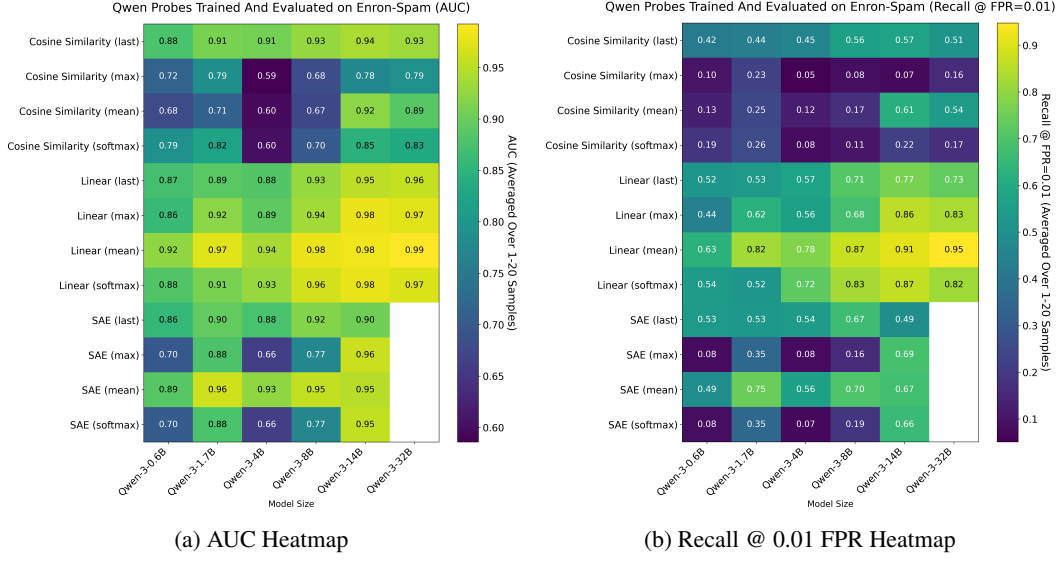 Qwen Probes Trained And Evaluated on Enron-Spam (AUC)
Cosine Similarity (last) 0.88 0.91 0.91 0.93 0.94 0.93
Cosine Similarity (max) 0.72 0.79 0.59 0.68 0.78 0.79
Cosine Similarity (mean) 0.68 0.71 0.60 0.67 0.92 0.89
Cosine Similarity (softmax) 0.79 0.82 0.60 0.70 0.85 0.83
Linear (last) 0.87 0.89 0.88 0.93 0.95 0.96
Linear (max) 0.86 0.92 0.89 0.94 0.98 0.97
Linear (mean) 0.92 0.97 0.94 0.98 0.98 0.99
Linear (softmax) 0.88 0.91 0.93 0.96 0.98 0.97
SAE (last) 0.86 0.90 0.88 0.92 0.90
SAE (max) 0.70 0.88 0.66 0.77 0.96
SAE (mean) 0.89 0.96 0.93 0.95 0.95
SAE (softmax) 0.70 0.88 0.66 0.77 0.95
Qwen-3-0.6B Qwen-3-1.7B Qwen-3-4B Qwen-3-8B Qwen-3-14B Qwen-3-32B
Model Size
0.95
0.90
0.85
0.80
0.75
0.70
0.65
0.60
AUC (Averaged Over 1-20 Samples)
(a) AUC Heatmap
Qwen Probes Trained And Evaluated on Enron-Spam (Recall @ FPR=0.01)
Cosine Similarity (last) 0.42 0.44 0.45 0.56 0.57 0.51
Cosine Similarity (max) 0.10 0.23 0.05 0.08 0.07 0.16
Cosine Similarity (mean) 0.13 0.25 0.12 0.17 0.61 0.54
Cosine Similarity (softmax) 0.19 0.26 0.08 0.11 0.22 0.17
Linear (last) 0.52 0.53 0.57 0.71 0.77 0.73
Linear (max) 0.44 0.62 0.56 0.68 0.86 0.83
Linear (mean) 0.63 0.82 0.78 0.87 0.91 0.95
Linear (softmax) 0.54 0.52 0.72 0.83 0.87 0.82
SAE (last) 0.53 0.53 0.54 0.67 0.49
SAE (max) 0.08 0.35 0.08 0.16 0.69
SAE (mean) 0.49 0.75 0.56 0.70 0.67
SAE (softmax) 0.08 0.35 0.07 0.19 0.66
Qwen-3-0.6B Qwen-3-1.7B Qwen-3-4B Qwen-3-8B Qwen-3-14B Qwen-3-32B
Model Size
0.9
0.8
0.7
0.6
0.5
0.4
0.3
0.2
0.1
Recall @ FPR=0.01 (Averaged Over 1-20 Samples)
(b) Recall @ 0.01 FPR Heatmap